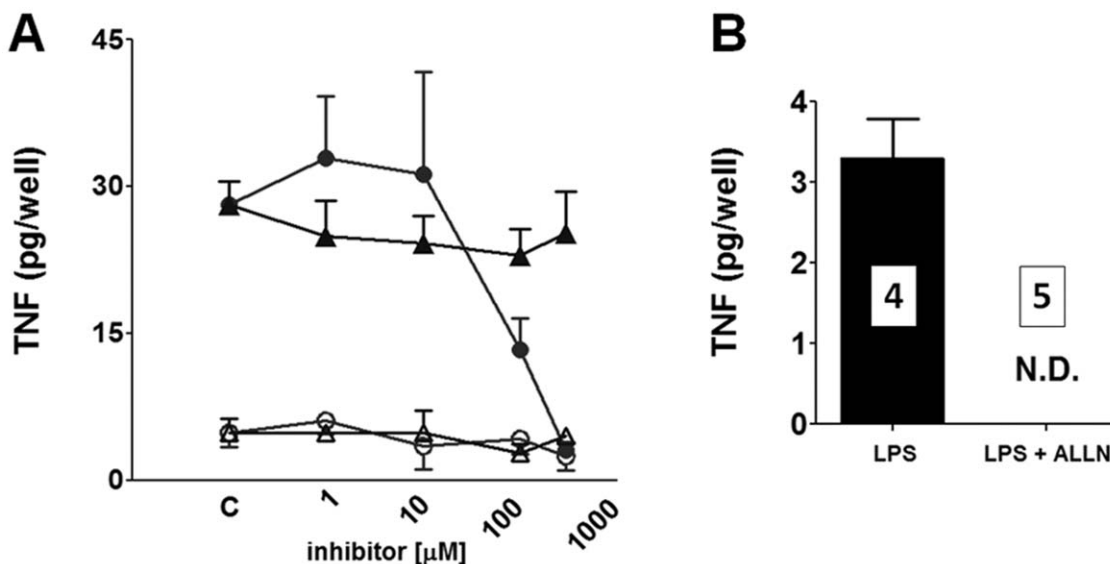 A
TNF (pg/well)
45
30
15
0
C
1
10
100
1000
inhibitor [µM]
B
TNF (pg/well)
4
3
2
1
0
4
5
N.D.
LPS
LPS + ALLN